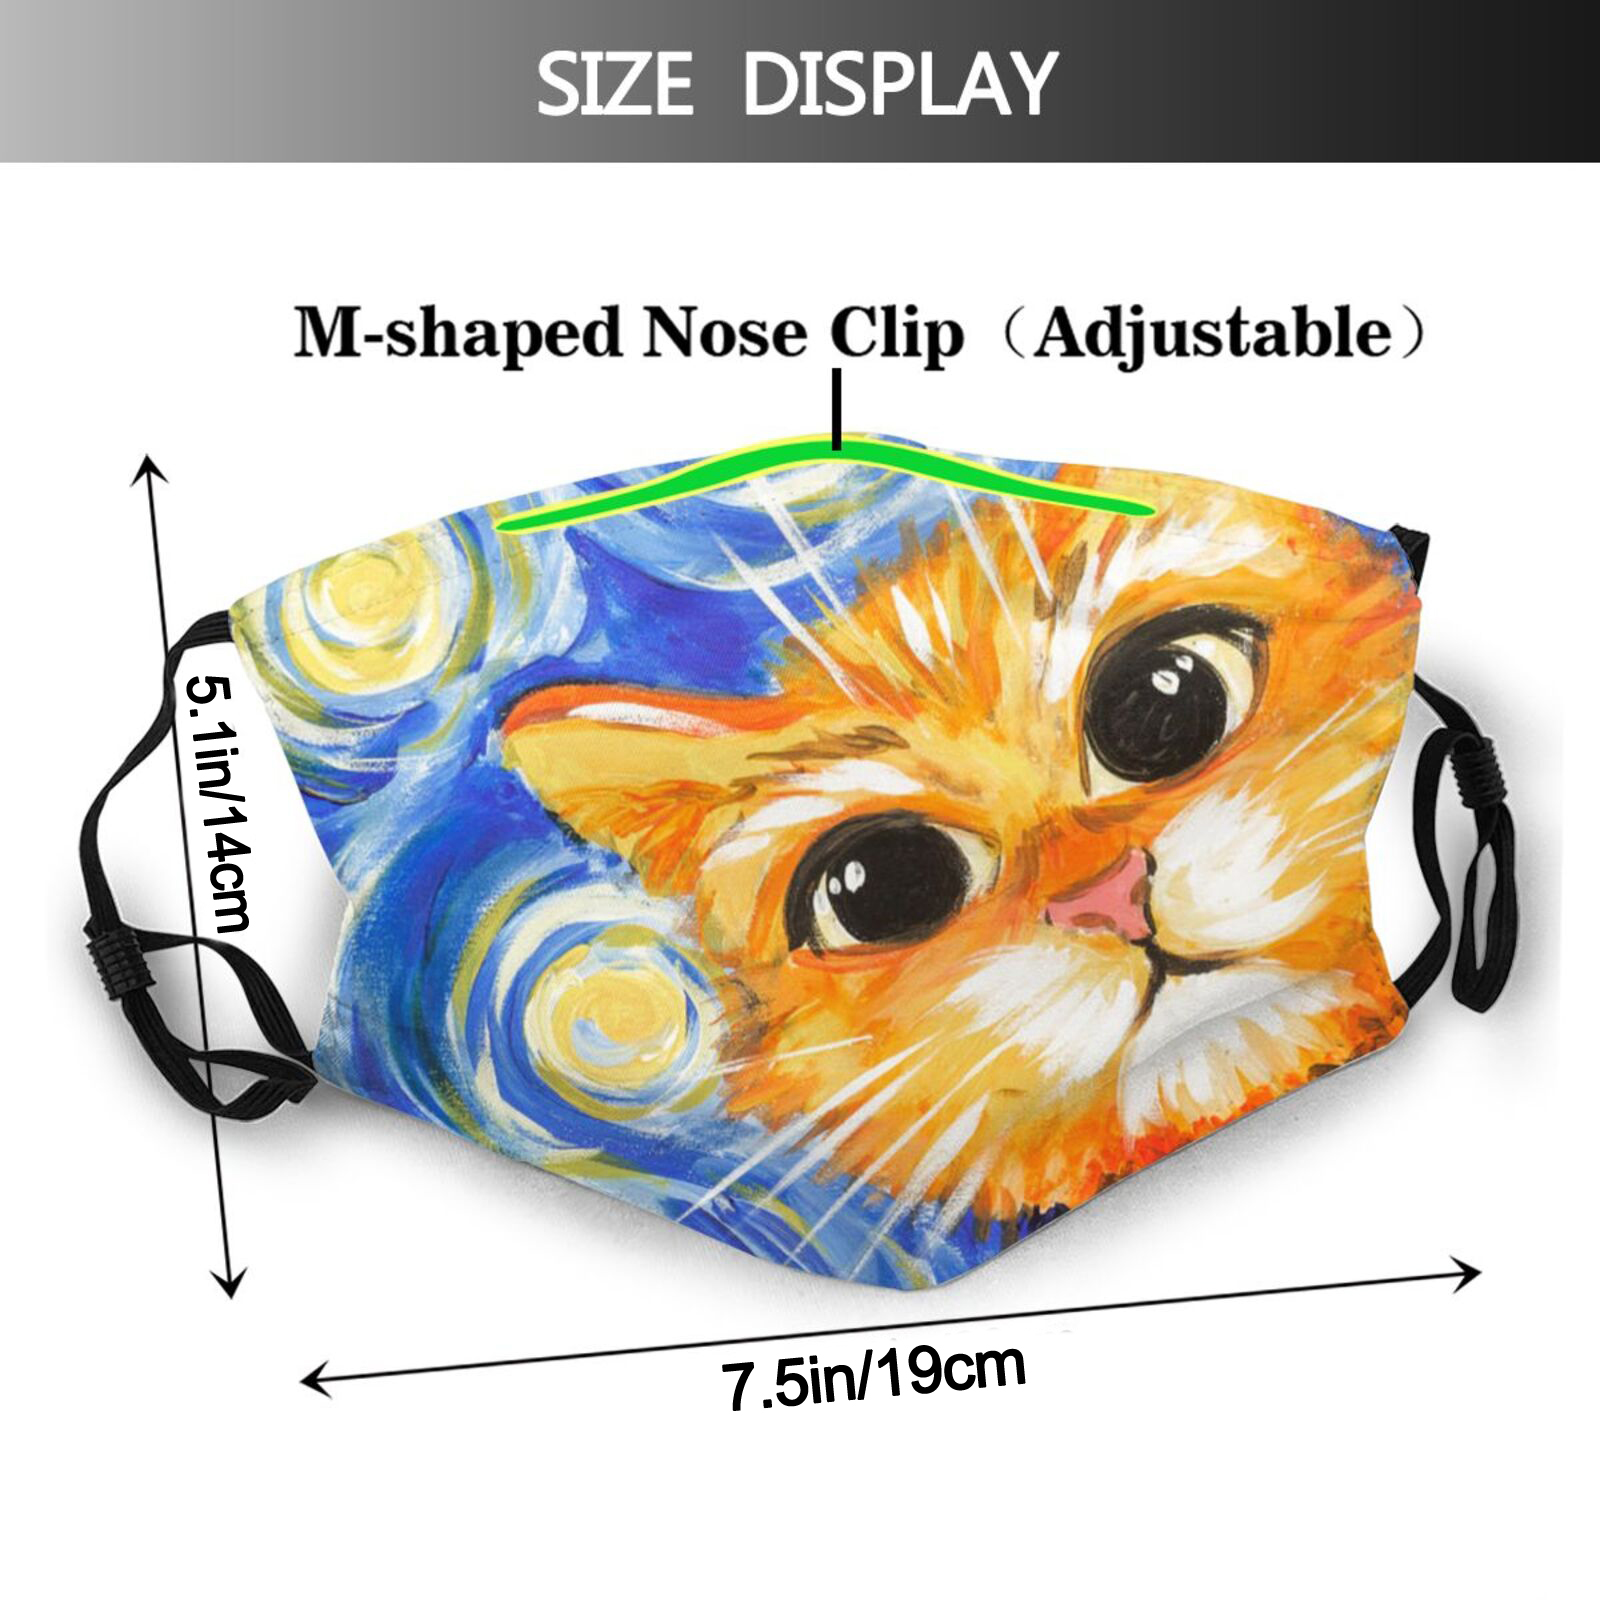 SIZE DISPLAY
M-shaped Nose Clip（Adjustable）
5.1in/14cm
7.5in/19cm